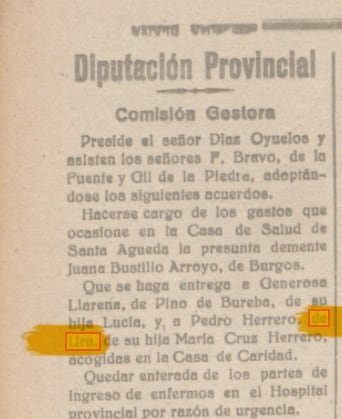 Diputación Provincial
Comisión Gestora
Preside el señor Diaz Oyuelos y
asisten los señores F. Bravo, de la
Fuente y Gil de la Piedra, adoptán-
dose los siguientes acuerdos.
Hacerse cargo de los gastos que
ocasione en la Casa de Salud de
Santa Agueda la presunta demente
Juana Bustillo Arroyo, de Burgos.
Que se haga entrega a Generosa
Llarena, de Pino de Bureba, de su
hija Lucía, y, a Pedro Herrero, de
Ura, de su hija María Cruz Herrero,
acogidas en la Casa de Caridad.
Quedar enterada de los partes de
ingreso de enfermos en el Hospital
provincial por razón de urgencia.